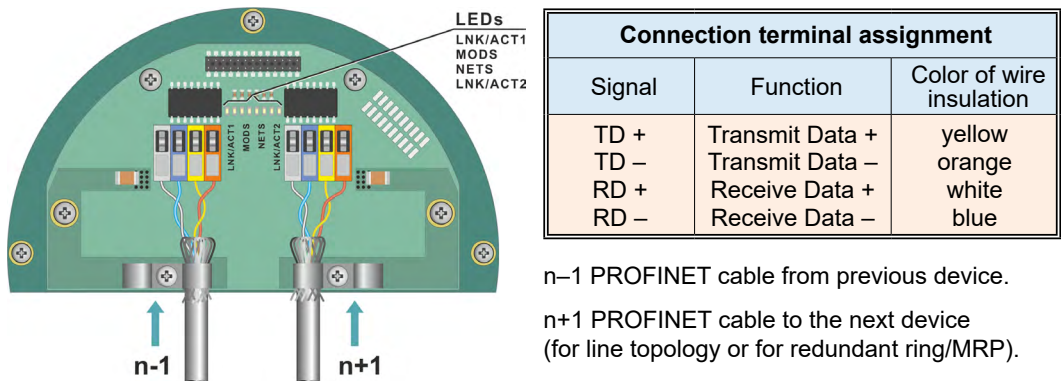 LEDs
LNK/ACT1
MODS
NETS
LNK/ACT2
LNK/ACT1
MODS
NETS
LNK/ACT2
n-1
n+1
Connection terminal assignment
Signal Function Color of wire insulation
TD + Transmit Data + yellow
TD – Transmit Data – orange
RD + Receive Data + white
RD – Receive Data – blue
n–1 PROFINET cable from previous device.
n+1 PROFINET cable to the next device
(for line topology or for redundant ring/MRP).